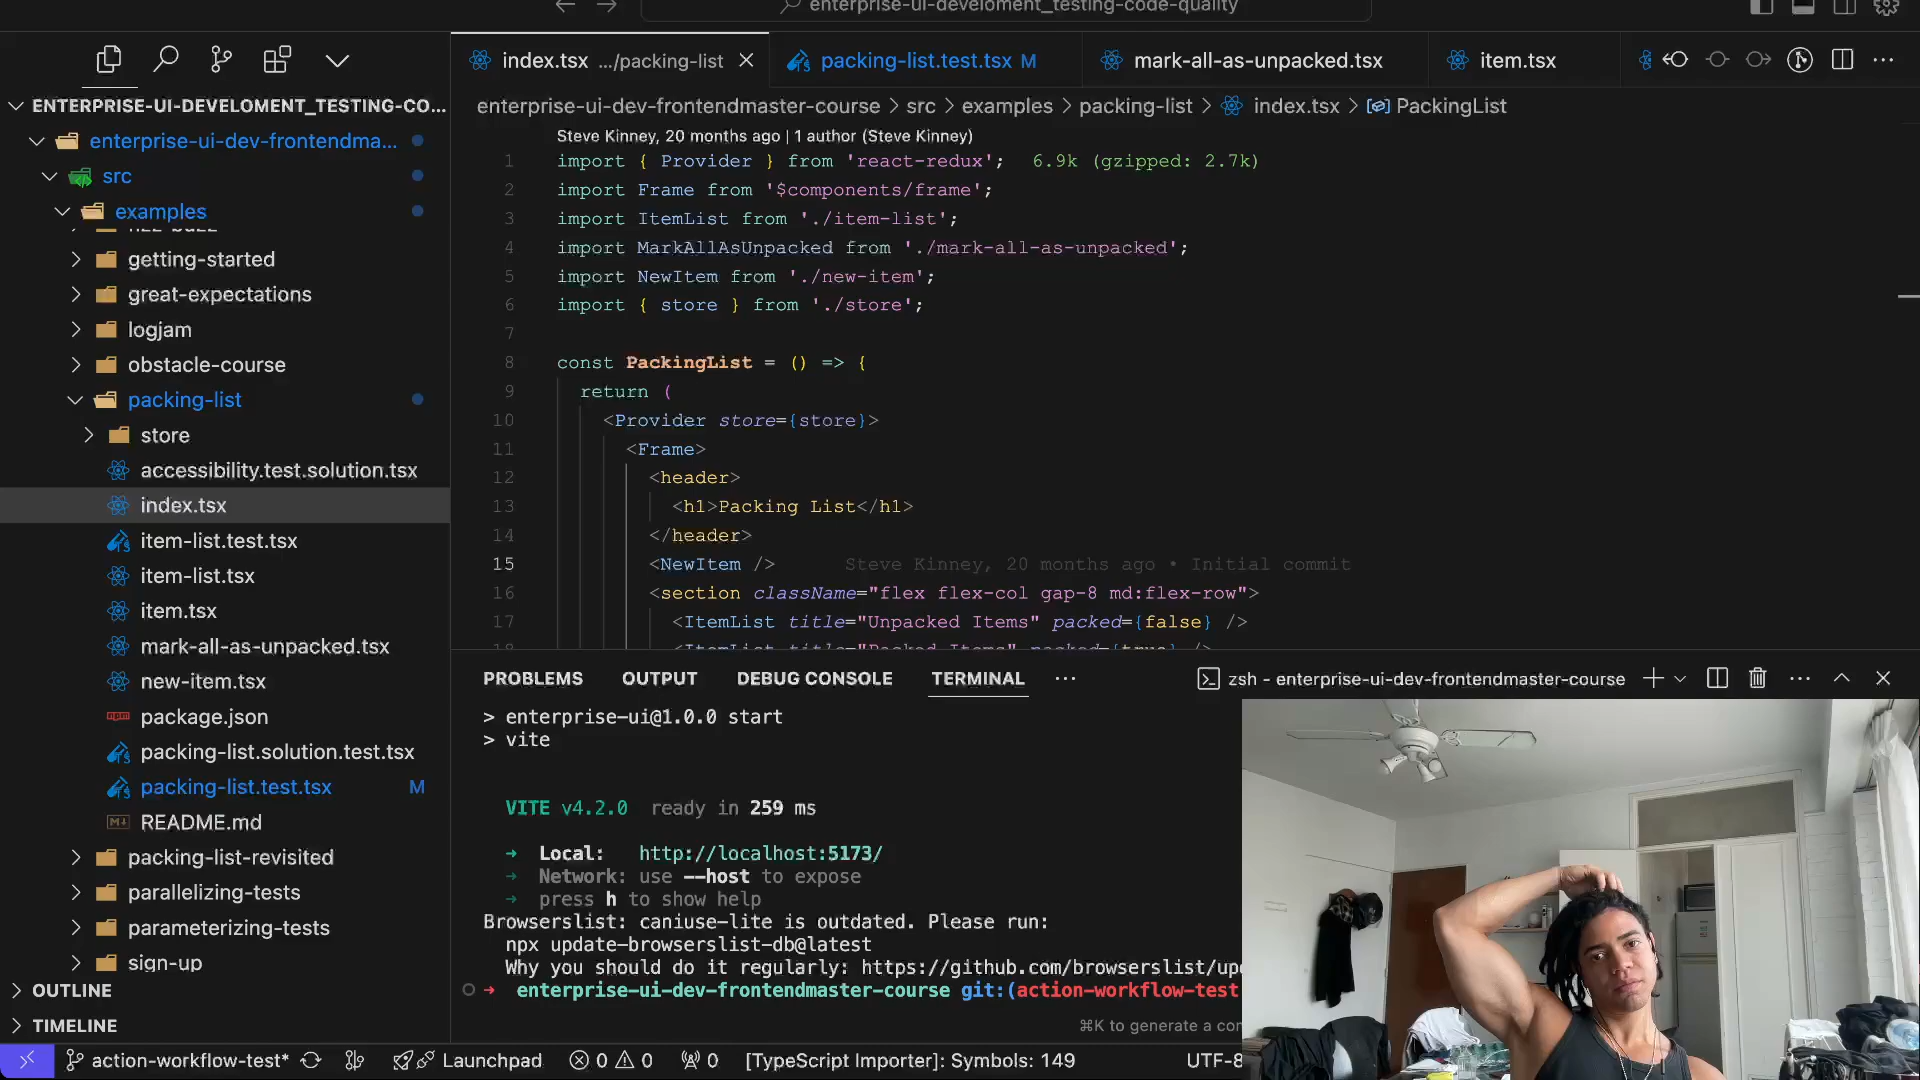 enterprise-ui-develoment_testing-code-quality
index.tsx .../packing-list
packing-list.test.tsx M
mark-all-as-unpacked.tsx
item.tsx
ENTERPRISE-UI-DEVELOMENT_TESTING-CO...
enterprise-ui-dev-frontendma...
src
examples
getting-started
great-expectations
logjam
obstacle-course
packing-list
store
accessibility.test.solution.tsx
index.tsx
item-list.test.tsx
item-list.tsx
item.tsx
mark-all-as-unpacked.tsx
new-item.tsx
package.json
packing-list.solution.test.tsx
packing-list.test.tsx M
README.md
packing-list-revisited
parallelizing-tests
parameterizing-tests
sign-up
OUTLINE
TIMELINE
enterprise-ui-dev-frontendmaster-course > src > examples > packing-list > index.tsx > PackingList
Steve Kinney, 20 months ago | 1 author (Steve Kinney)
1 import { Provider } from 'react-redux'; 6.9k (gzipped: 2.7k)
2 import Frame from '$components/frame';
3 import ItemList from './item-list';
4 import MarkAllAsUnpacked from './mark-all-as-unpacked';
5 import NewItem from './new-item';
6 import { store } from './store';
7
8 const PackingList = () => {
9 return (
10 <Provider store={store}>
11 <Frame>
12 <header>
13 <h1>Packing List</h1>
14 </header>
15 <NewItem /> Steve Kinney, 20 months ago • Initial commit
16 <section className="flex flex-col gap-8 md:flex-row">
17 <ItemList title="Unpacked Items" packed={false} />
18 <ItemList title="Packed Items" packed={true} />
PROBLEMS OUTPUT DEBUG CONSOLE TERMINAL ...
zsh - enterprise-ui-dev-frontendmaster-course
> enterprise-ui@1.0.0 start
> vite
VITE v4.2.0 ready in 259 ms
➜ Local: http://localhost:5173/
➜ Network: use --host to expose
➜ press h to show help
Browserslist: caniuse-lite is outdated. Please run:
npx update-browserslist-db@latest
Why you should do it regularly: https://github.com/browserslist/up
➜ enterprise-ui-dev-frontendmaster-course git:(action-workflow-test
⌘K to generate a co
action-workflow-test* Launchpad 0 0 0 [TypeScript Importer]: Symbols: 149 UTF-8